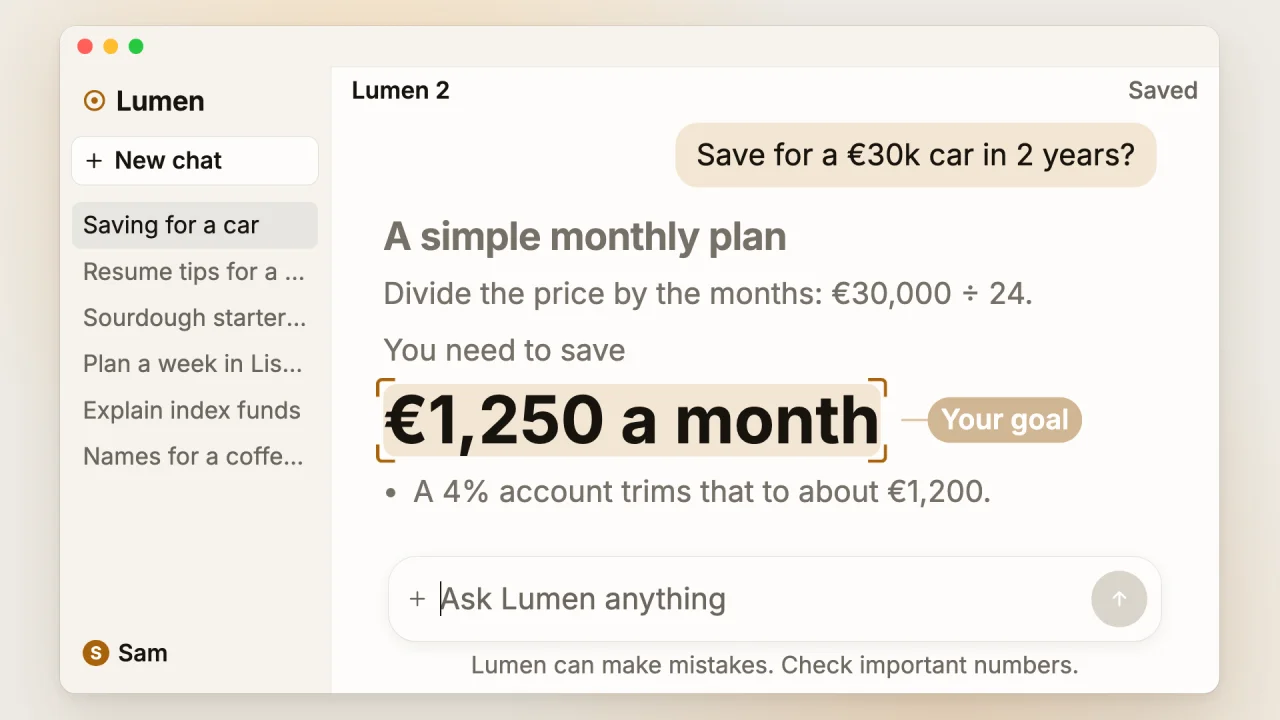 Lumen
+ New chat
Saving for a car
Resume tips for a ...
Sourdough starter...
Plan a week in Lis...
Explain index funds
Names for a coffe...
S Sam
Lumen 2
Saved
Save for a €30k car in 2 years?
A simple monthly plan
Divide the price by the months: €30,000 ÷ 24.
You need to save
€1,250 a month
Your goal
• A 4% account trims that to about €1,200.
+ Ask Lumen anything
Lumen can make mistakes. Check important numbers.